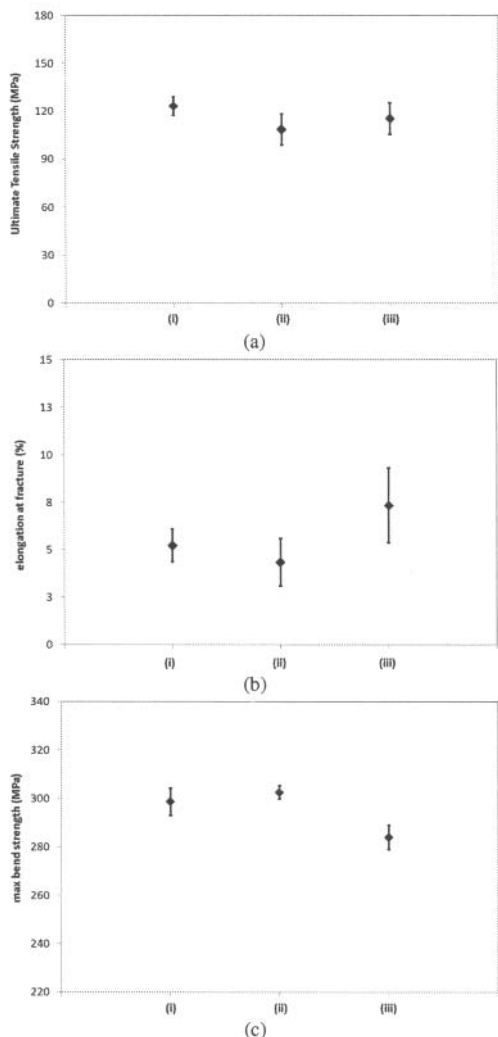 180
150
120
90
60
30
0
Ultimate Tensile Strength (MPa)
(i) (ii) (iii)
(a)
15
13
10
8
5
3
0
elongation at fracture (%)
(i) (ii) (iii)
(b)
340
320
300
280
260
240
220
max bend strength (MPa)
(i) (ii) (iii)
(c)